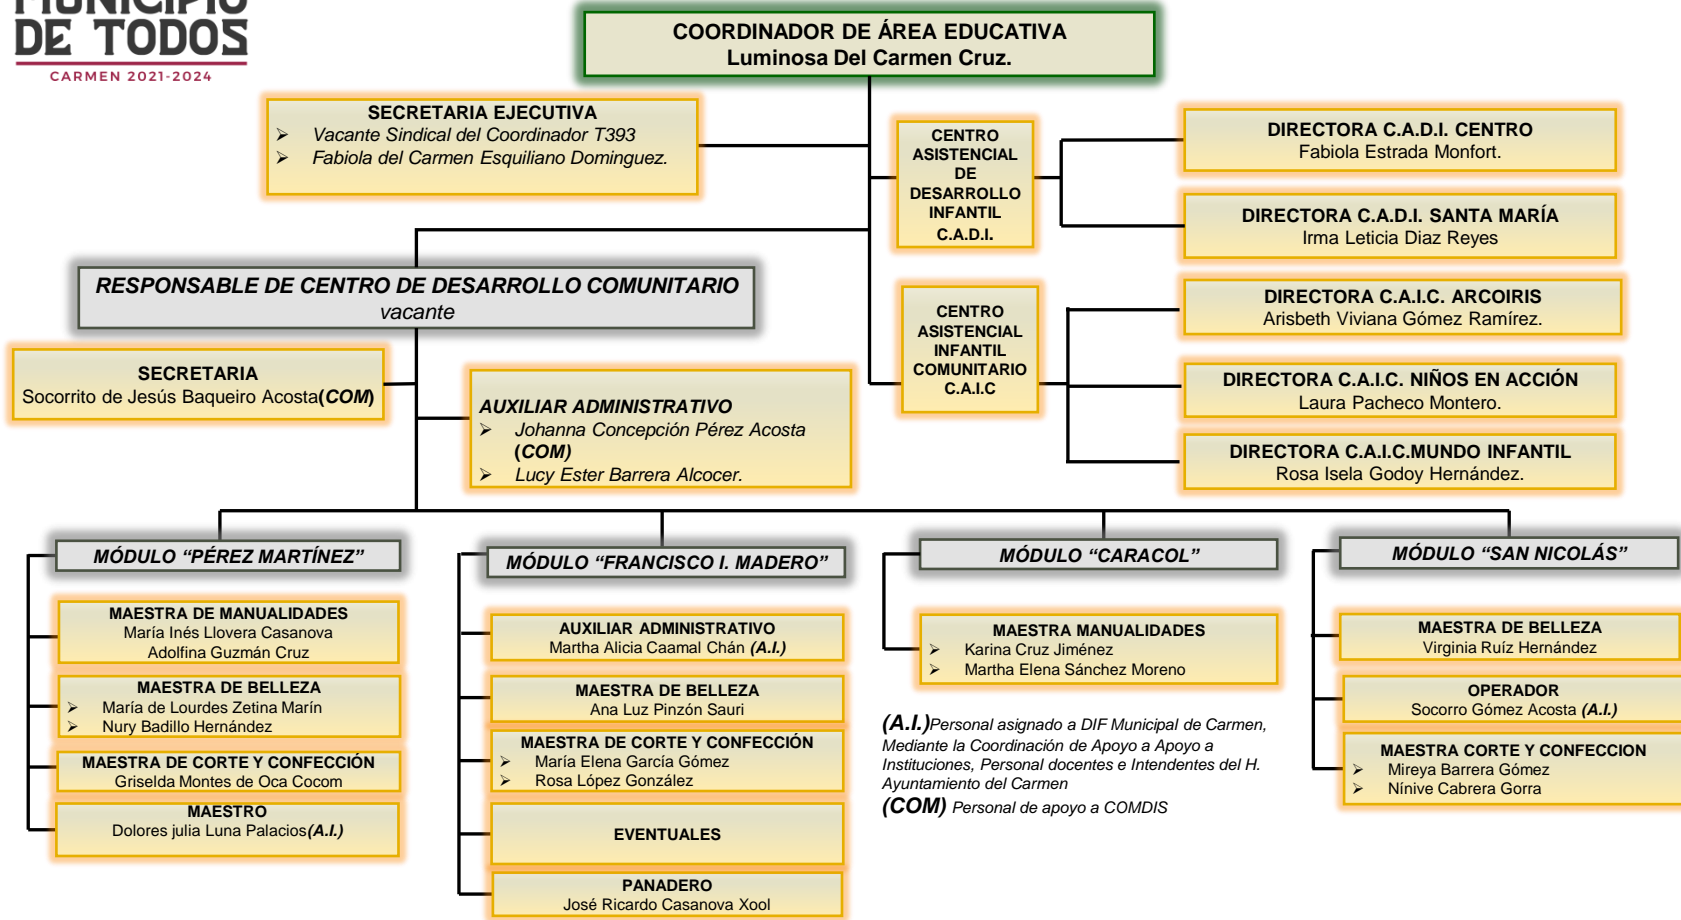 MUNICIPIO
DE TODOS
CARMEN 2021-2024
COORDINADOR DE ÁREA EDUCATIVA
Luminosa Del Carmen Cruz.
SECRETARIA EJECUTIVA
➢ Vacante Sindical del Coordinador T393
➢ Fabiola del Carmen Esquiliano Dominguez.
CENTRO
ASISTENCIAL
DE
DESARROLLO
INFANTIL
C.A.D.I.
DIRECTORA C.A.D.I. CENTRO
Fabiola Estrada Monfort.
DIRECTORA C.A.D.I. SANTA MARÍA
Irma Leticia Diaz Reyes
RESPONSABLE DE CENTRO DE DESARROLLO COMUNITARIO
vacante
CENTRO
ASISTENCIAL
INFANTIL
COMUNITARIO
C.A.I.C
DIRECTORA C.A.I.C. ARCOIRIS
Arisbeth Viviana Gómez Ramírez.
DIRECTORA C.A.I.C. NIÑOS EN ACCIÓN
Laura Pacheco Montero.
DIRECTORA C.A.I.C.MUNDO INFANTIL
Rosa Isela Godoy Hernández.
SECRETARIA
Socorrito de Jesús Baqueiro Acosta(COM)
AUXILIAR ADMINISTRATIVO
➢ Johanna Concepción Pérez Acosta
(COM)
➢ Lucy Ester Barrera Alcocer.
MÓDULO “PÉREZ MARTÍNEZ”
MAESTRA DE MANUALIDADES
María Inés Llovera Casanova
Adolfina Guzmán Cruz
MAESTRA DE BELLEZA
➢ María de Lourdes Zetina Marín
➢ Nury Badillo Hernández
MAESTRA DE CORTE Y CONFECCIÓN
Griselda Montes de Oca Cocom
MAESTRO
Dolores julia Luna Palacios(A.I.)
MÓDULO “FRANCISCO I. MADERO”
AUXILIAR ADMINISTRATIVO
Martha Alicia Caamal Chán (A.I.)
MAESTRA DE BELLEZA
Ana Luz Pinzón Sauri
MAESTRA DE CORTE Y CONFECCIÓN
➢ María Elena García Gómez
➢ Rosa López González
EVENTUALES
PANADERO
José Ricardo Casanova Xool
MÓDULO “CARACOL”
MAESTRA MANUALIDADES
➢ Karina Cruz Jiménez
➢ Martha Elena Sánchez Moreno
(A.I.)Personal asignado a DIF Municipal de Carmen,
Mediante la Coordinación de Apoyo a Apoyo a
Instituciones, Personal docentes e Intendentes del H.
Ayuntamiento del Carmen
(COM) Personal de apoyo a COMDIS
MÓDULO “SAN NICOLÁS”
MAESTRA DE BELLEZA
Virginia Ruíz Hernández
OPERADOR
Socorro Gómez Acosta (A.I.)
MAESTRA CORTE Y CONFECCION
➢ Mireya Barrera Gómez
➢ Nínive Cabrera Gorra